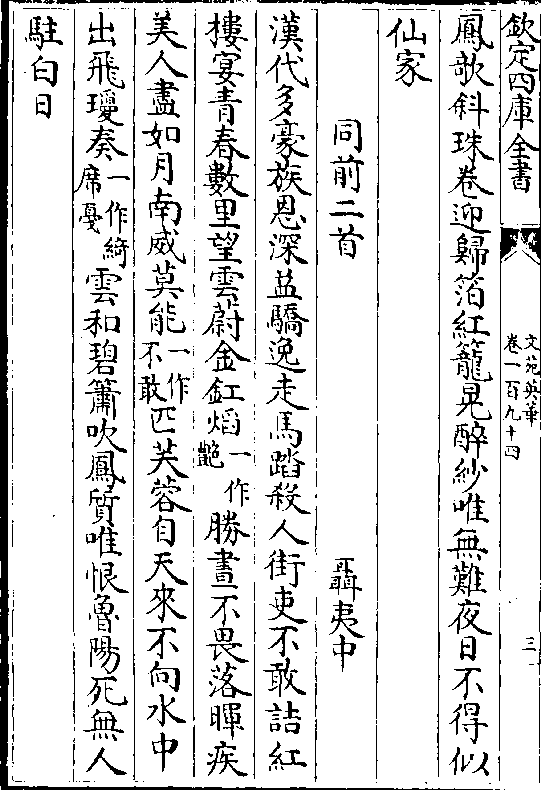 欽定四庫全書
文苑英華
卷一百九十四
三
鳳歌斜珠卷迎歸箔紅籠晃醉紗唯無難夜日不得似
仙家
同前二首 聶夷中
漢代多豪族恩深益驕逸走馬踏殺人街吏不敢詰紅
樓宴青春數里望雲蔚金缸焰一作豔勝晝不畏落暉疾
美人盡如月南威莫能一作不敢匹芙蓉自天來不向水中
出飛瓊奏一作綺席戞雲和碧簫吹鳳質唯恨魯陽死無人
駐白日